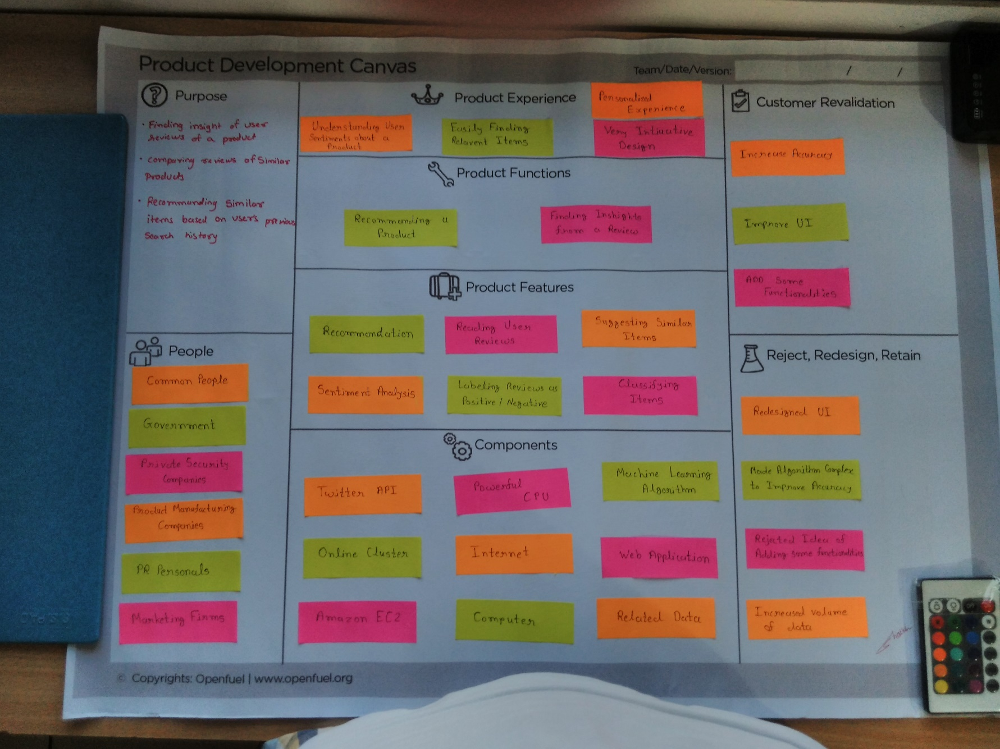 Product Development Canvas
Team/Date/Version: / /
Purpose
• Finding insight of user
reviews of a product
• Comparing reviews of Similar
Products
• Recommanding Similar
items based on user's previous
Search history
People
Common People
Government
Private Security
Companies
Product Manufacturing
Companies
PR Personals
Marketing Firms
Product Experience
Understanding User
Sentiments about a
Product
Easily Finding
Relavent Items
Personalized
Experience
Very Intiuative
Design
Product Functions
Recommanding a
Product
Finding Inshights
from a Review
Product Features
Recommandation
Reading User
Reviews
Suggesting Similar
Items
Sentiment Analysis
Labeling Reviews as
Positive / Negative
Classifying
Items
Components
Twitter API
Powerful
CPU
Machine Learning
Algorithm
Online Cluster
Internet
Web Application
Amazon EC2
Computer
Related Data
Customer Revalidation
Increase Accuracy
Improve UI
ADD Some
Functionalities
Reject, Redesign, Retain
Redesigned UI
Made Algorithm Complex
to Improve Accuracy
Rejected Idea of
Adding some functionalities
Increased volume
of data
© Copyrights: Openfuel | www.openfuel.org